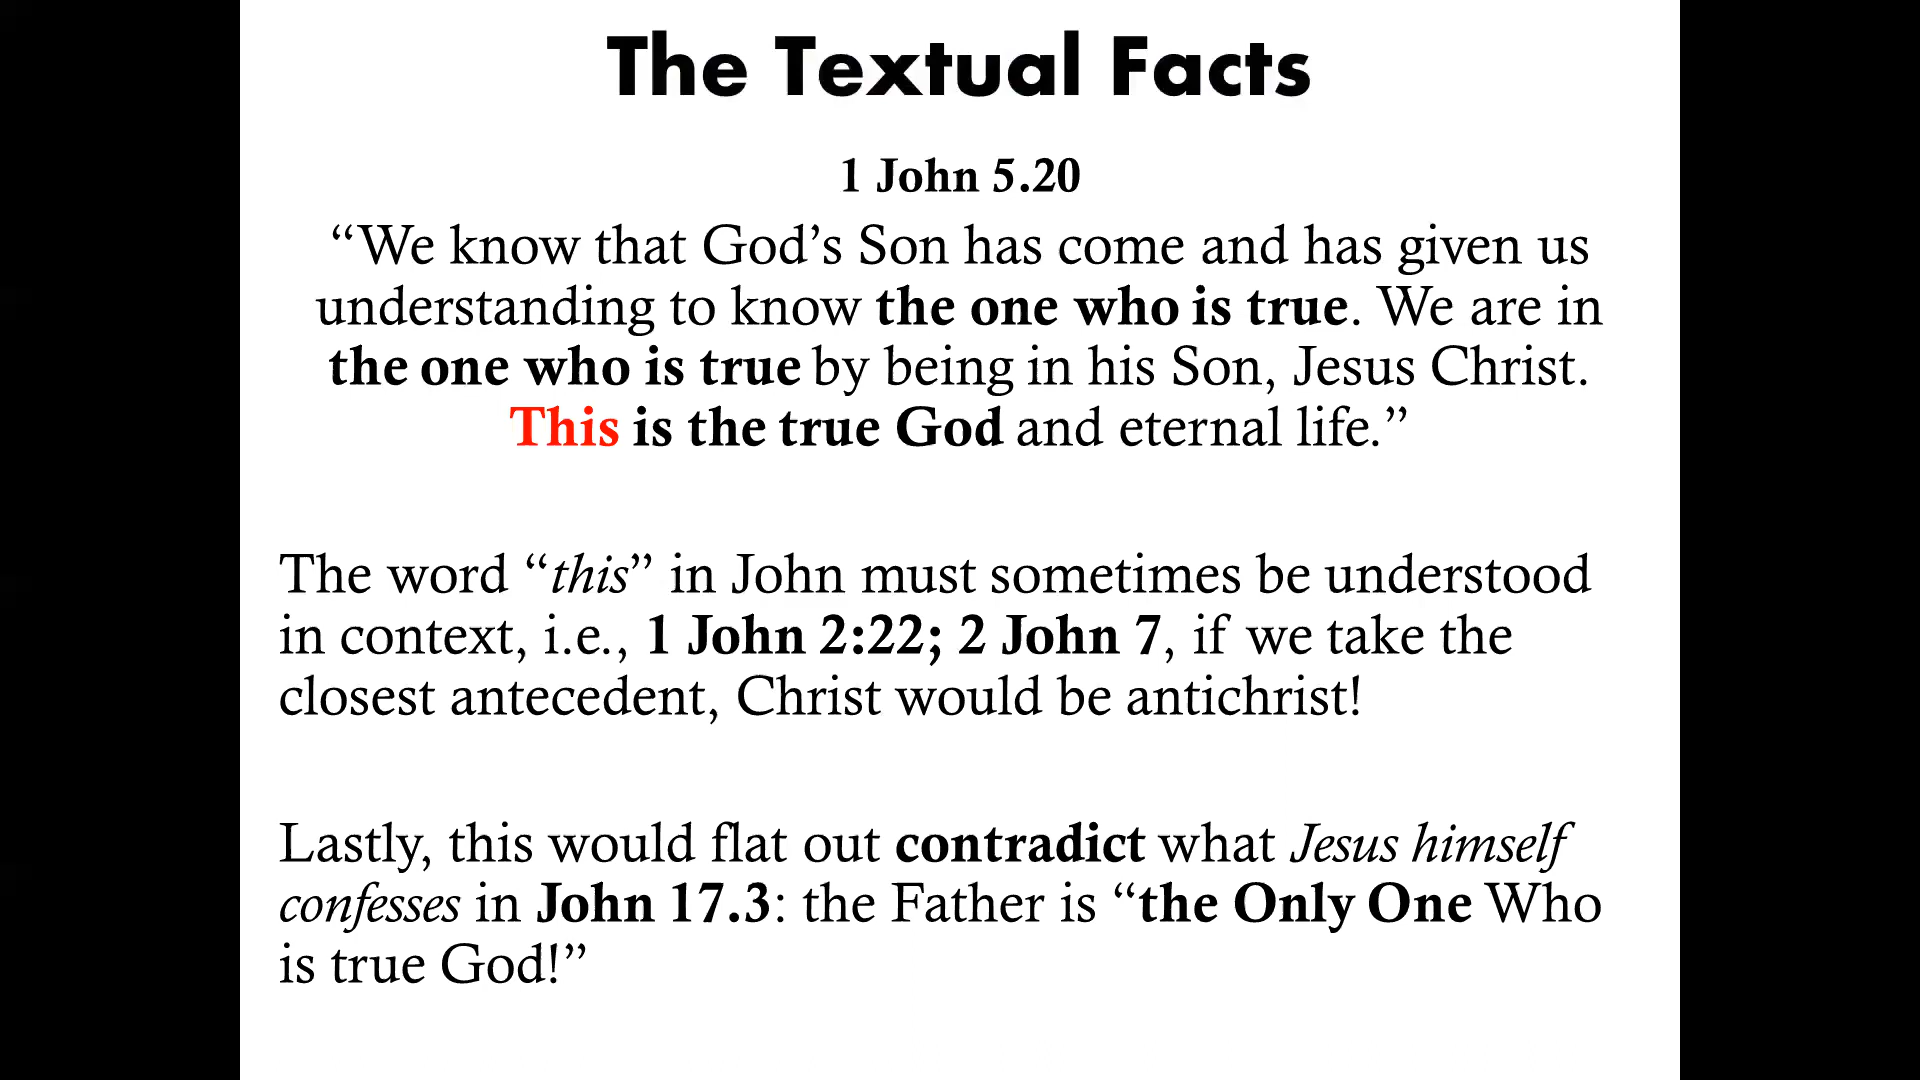 The Textual Facts
1 John 5.20
“We know that God’s Son has come and has given us
understanding to know the one who is true. We are in
the one who is true by being in his Son, Jesus Christ.
This is the true God and eternal life.”
The word “this” in John must sometimes be understood
in context, i.e., 1 John 2:22; 2 John 7, if we take the
closest antecedent, Christ would be antichrist!
Lastly, this would flat out contradict what Jesus himself
confesses in John 17.3: the Father is “the Only One Who
is true God!”